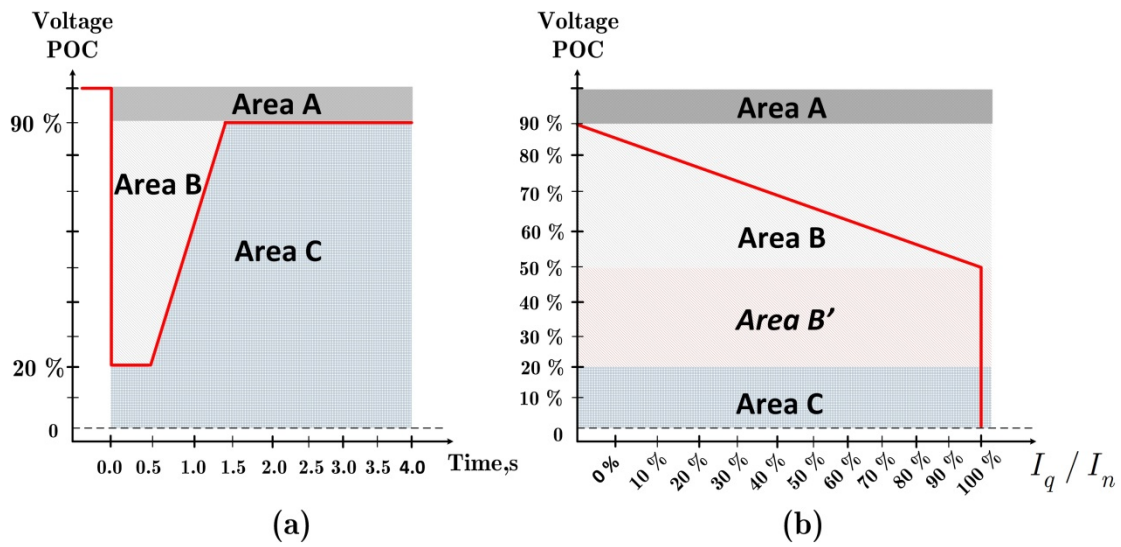 Voltage
POC
Area A
90 %
Area B
Area C
20 %
0
0.0 0.5 1.0 1.5 2.0 2.5 3.0 3.5 4.0 Time,s
(a)
Voltage
POC
Area A
90 %
80 %
70 %
60 %
Area B
50 %
40 %
Area B’
30 %
20 %
10 %
Area C
0
0 % 10 % 20 % 30 % 40 % 50 % 60 % 70 % 80 % 90 % 100 % I_q / I_n
(b)